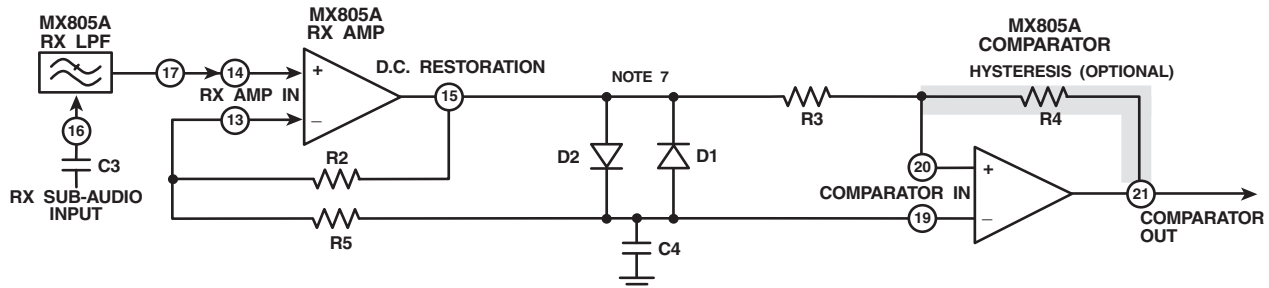 MX805A
RX LPF
MX805A
RX AMP
MX805A
COMPARATOR
D.C. RESTORATION
NOTE 7
HYSTERESIS (OPTIONAL)
17
14
+
15
RX AMP IN
R3
R4
13
–
16
C3
R2
D2
D1
20
+
COMPARATOR IN
RX SUB-AUDIO
INPUT
R5
19
–
21
COMPARATOR
OUT
C4